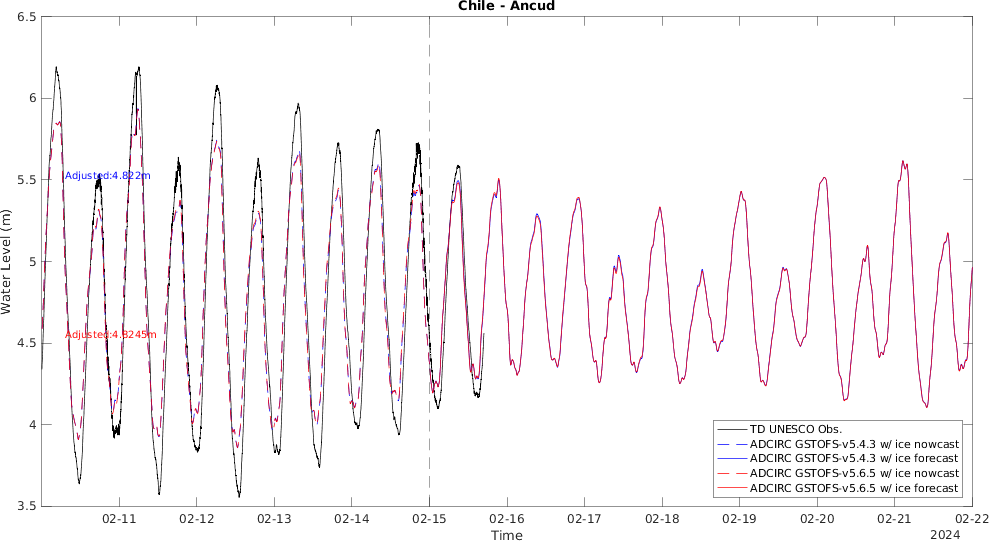 Chile - Ancud
6.5
6
5.5
5
4.5
4
3.5
Water Level (m)
Adjusted:4.822m
Adjusted:4.8245m
TD UNESCO Obs.
ADCIRC GSTOFS-v5.4.3 w/ ice nowcast
ADCIRC GSTOFS-v5.4.3 w/ ice forecast
ADCIRC GSTOFS-v5.6.5 w/ ice nowcast
ADCIRC GSTOFS-v5.6.5 w/ ice forecast
02-11 02-12 02-13 02-14 02-15 02-16 02-17 02-18 02-19 02-20 02-21 02-22
Time
2024